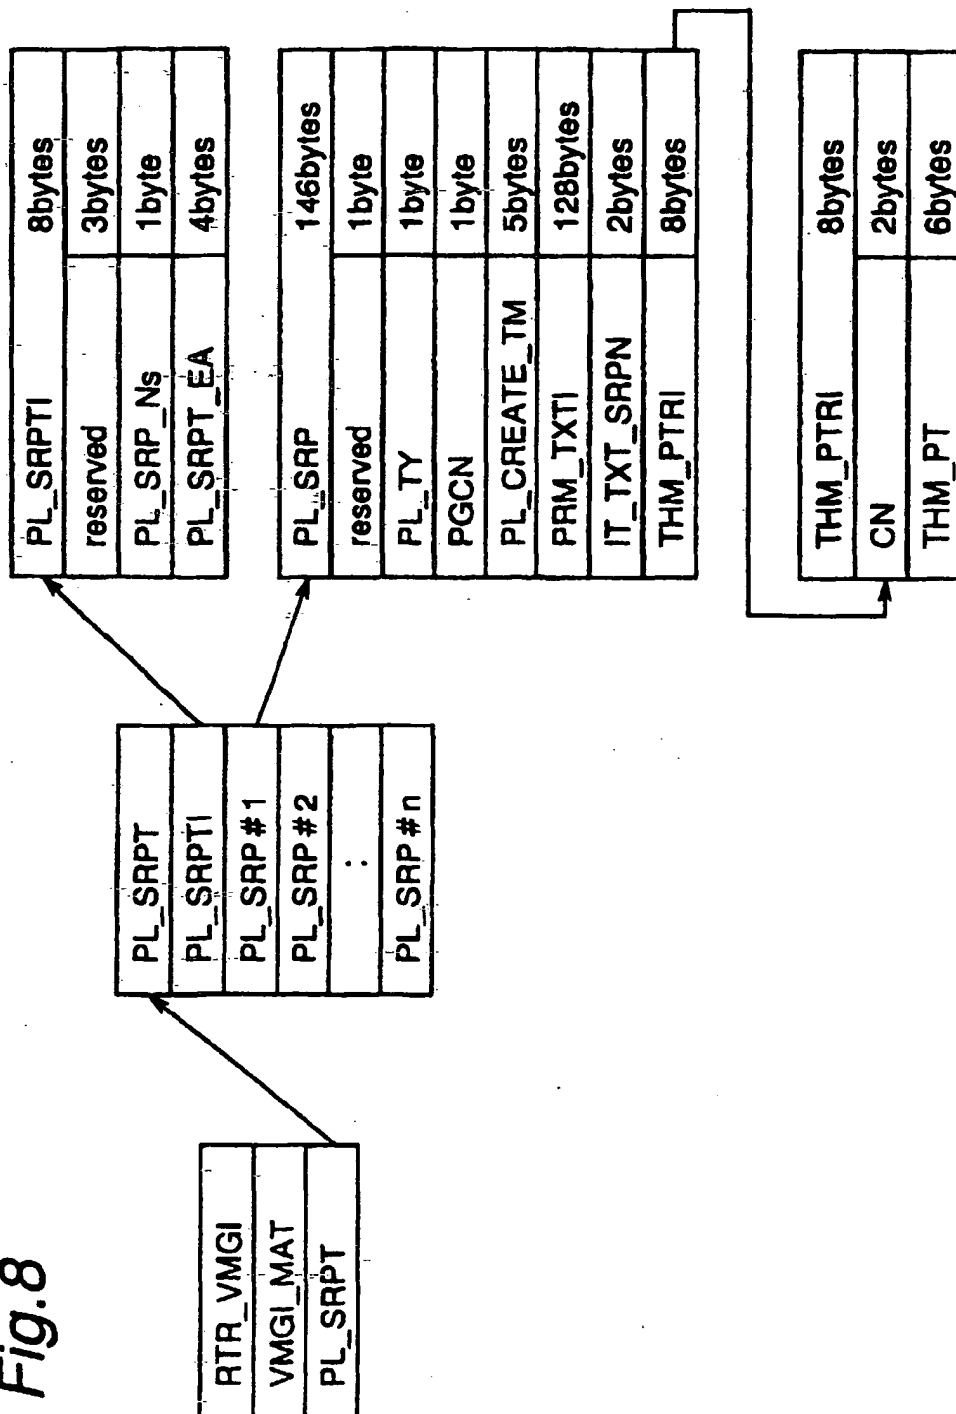 Fig.8
RTR_VMGI
VMGI_MAT
PL_SRPT
PL_SRPT
PL_SRPTI
PL_SRP#1
PL_SRP#2
:
PL_SRP#n
PL_SRPTI 8bytes
reserved 3bytes
PL_SRP_Ns 1byte
PL_SRPT_EA 4bytes
PL_SRP 146bytes
reserved 1byte
PL_TY 1byte
PGCN 1byte
PL_CREATE_TM 5bytes
PRM_TXTI 128bytes
IT_TXT_SRPN 2bytes
THM_PTRI 8bytes
THM_PTRI 8bytes
CN 2bytes
THM_PT 6bytes